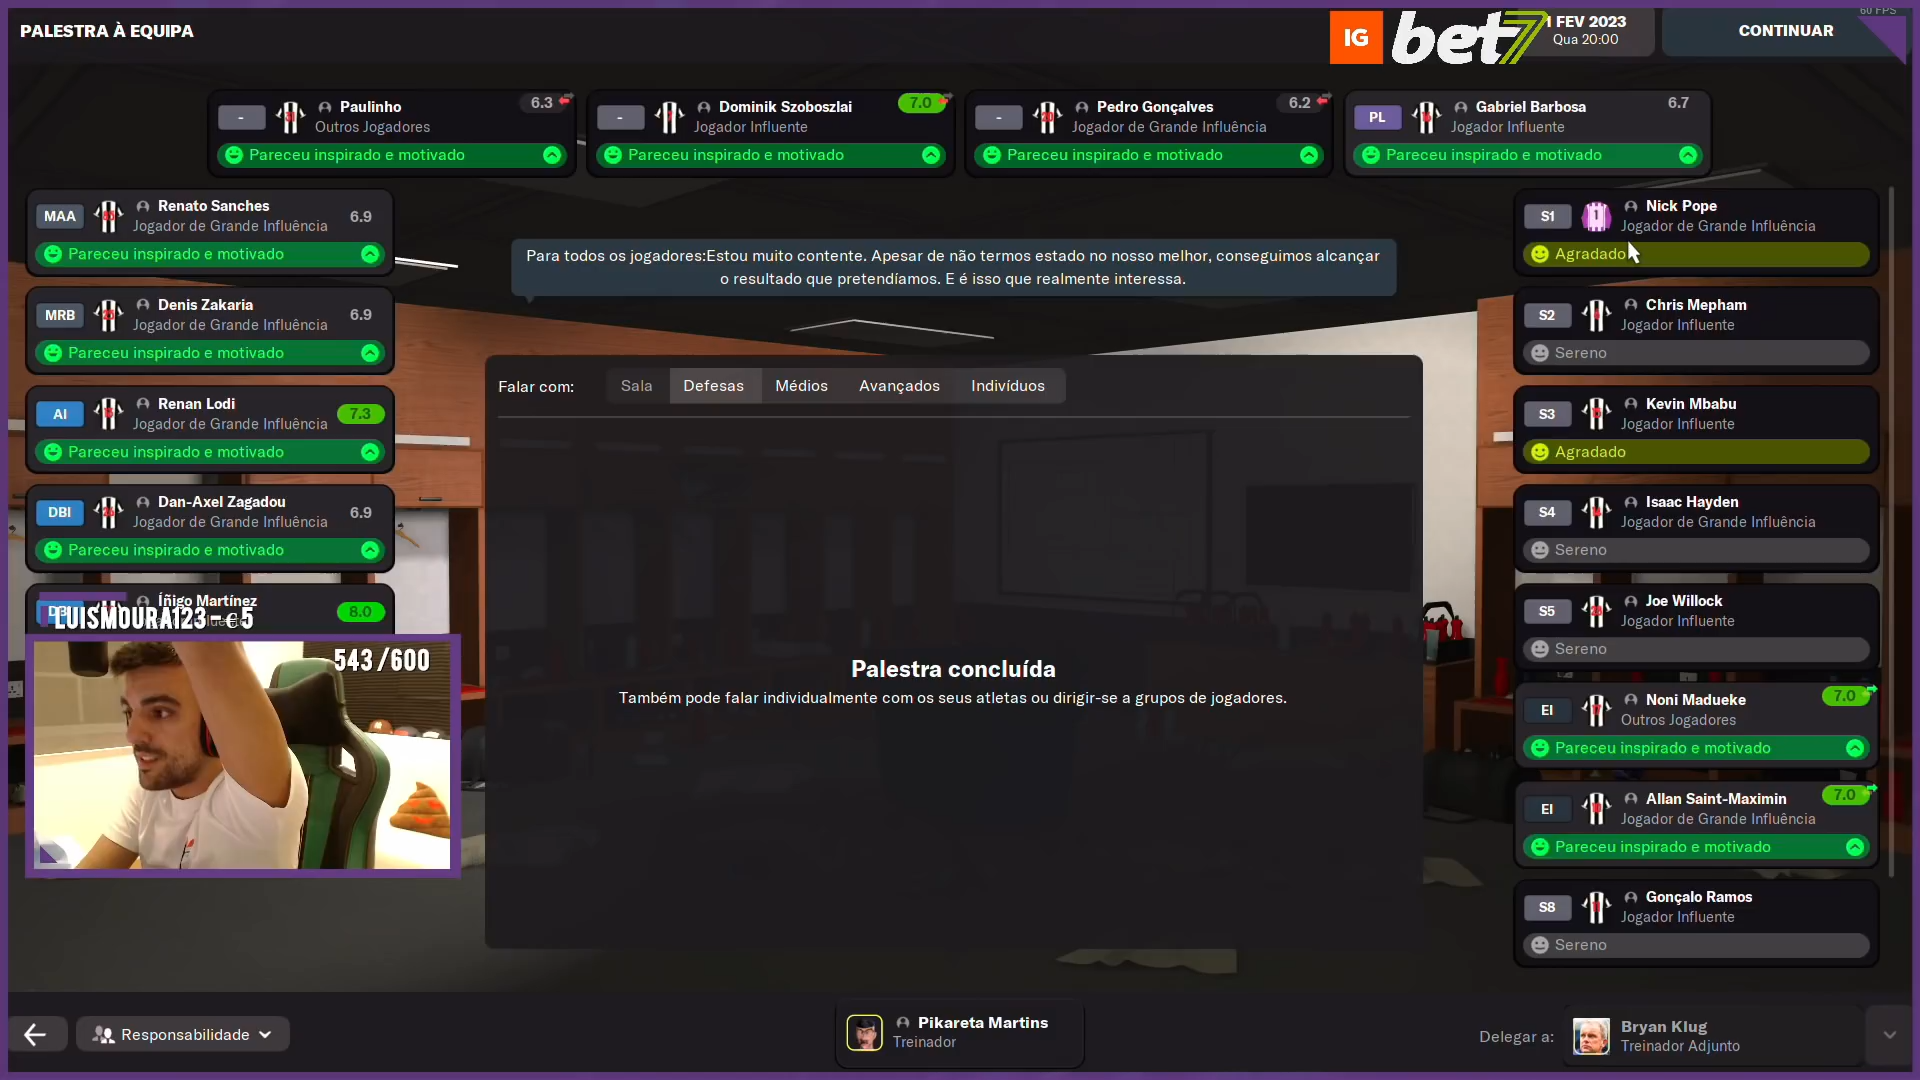 PALESTRA À EQUIPA
IG
bet7
60 FPS
1 FEV 2023
Qua 20:00
CONTINUAR
-
Paulinho
Outros Jogadores
6.3
Pareceu inspirado e motivado
-
Dominik Szoboszlai
Jogador Influente
7.0
Pareceu inspirado e motivado
-
Pedro Gonçalves
Jogador de Grande Influência
6.2
Pareceu inspirado e motivado
PL
Gabriel Barbosa
Jogador Influente
6.7
Pareceu inspirado e motivado
MAA
Renato Sanches
Jogador de Grande Influência
6.9
Pareceu inspirado e motivado
MRB
Denis Zakaria
Jogador de Grande Influência
6.9
Pareceu inspirado e motivado
AI
Renan Lodi
Jogador de Grande Influência
7.3
Pareceu inspirado e motivado
DBI
Dan-Axel Zagadou
Jogador de Grande Influência
6.9
Pareceu inspirado e motivado
Íñigo Martínez
8.0
LUISMOURA123 - €5
543/600
Para todos os jogadores:Estou muito contente. Apesar de não termos estado no nosso melhor, conseguimos alcançar
o resultado que pretendíamos. E é isso que realmente interessa.
Falar com:
Sala
Defesas
Médios
Avançados
Indivíduos
Palestra concluída
Também pode falar individualmente com os seus atletas ou dirigir-se a grupos de jogadores.
S1
1
Nick Pope
Jogador de Grande Influência
Agradado
S2
Chris Mepham
Jogador Influente
Sereno
S3
Kevin Mbabu
Jogador Influente
Agradado
S4
Isaac Hayden
Jogador de Grande Influência
Sereno
S5
Joe Willock
Jogador Influente
Sereno
EI
Noni Madueke
Outros Jogadores
7.0
Pareceu inspirado e motivado
EI
Allan Saint-Maximin
Jogador de Grande Influência
7.0
Pareceu inspirado e motivado
S8
Gonçalo Ramos
Jogador Influente
Sereno
Responsabilidade
Pikareta Martins
Treinador
Delegar a:
Bryan Klug
Treinador Adjunto